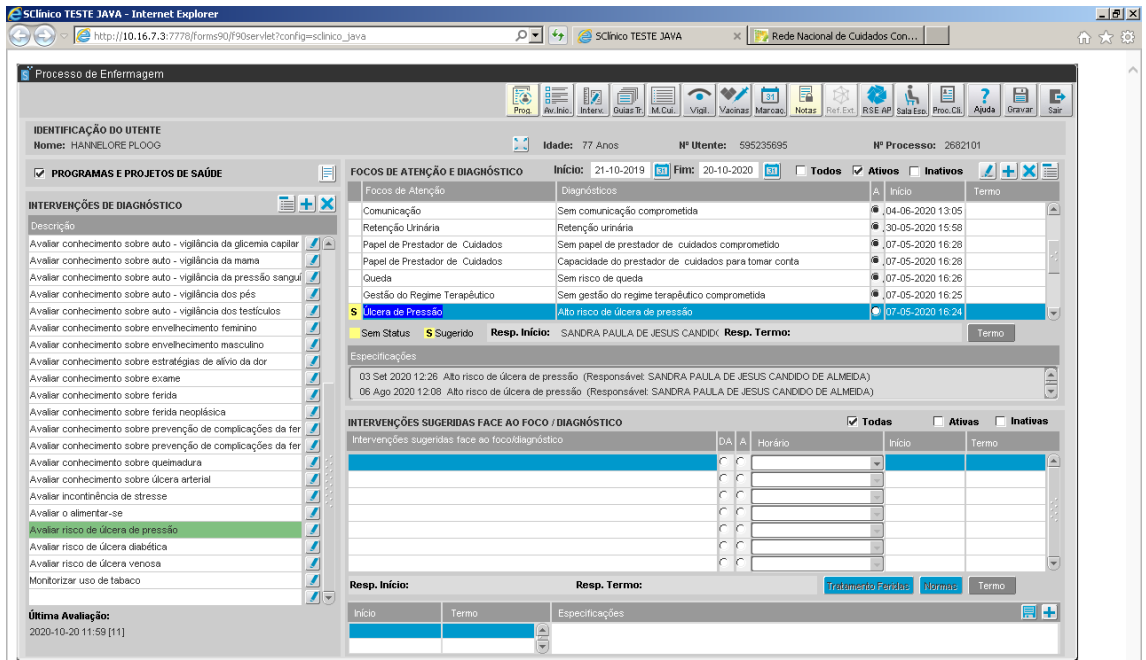 SClínico TESTE JAVA - Internet Explorer
http://10.16.7.3:7778/forms90/f90servlet?config=sclinico_java
SClínico TESTE JAVA
Rede Nacional de Cuidados Con...
Processo de Enfermagem
Prog. Av.Inic. Interv. Guias Tr. M.Cui. Vigil. Vacinas Marcaç. Notas Ref.Ext. RSE AP Sala Esp. Proc.Cli. Ajuda Gravar Sair
IDENTIFICAÇÃO DO UTENTE
Nome: HANNELORE PLOOG Idade: 77 Anos Nº Utente: 595235695 Nº Processo: 2682101
PROGRAMAS E PROJETOS DE SAÚDE
INTERVENÇÕES DE DIAGNÓSTICO
Descrição
Avaliar conhecimento sobre auto - vigilância da glicemia capilar
Avaliar conhecimento sobre auto - vigilância da mama
Avaliar conhecimento sobre auto - vigilância da pressão sanguí
Avaliar conhecimento sobre auto - vigilância dos pés
Avaliar conhecimento sobre auto - vigilância dos testículos
Avaliar conhecimento sobre envelhecimento feminino
Avaliar conhecimento sobre envelhecimento masculino
Avaliar conhecimento sobre estratégias de alívio da dor
Avaliar conhecimento sobre exame
Avaliar conhecimento sobre ferida
Avaliar conhecimento sobre ferida neoplásica
Avaliar conhecimento sobre prevenção de complicações da fer
Avaliar conhecimento sobre prevenção de complicações da fer
Avaliar conhecimento sobre queimadura
Avaliar conhecimento sobre úlcera arterial
Avaliar incontinência de stresse
Avaliar o alimentar-se
Avaliar risco de úlcera de pressão
Avaliar risco de úlcera diabética
Avaliar risco de úlcera venosa
Monitorizar uso de tabaco
Última Avaliação:
2020-10-20 11:59 [11]
FOCOS DE ATENÇÃO E DIAGNÓSTICO Início: 21-10-2019 Fim: 20-10-2020 Todos Ativos Inativos
Focos de Atenção Diagnósticos A Início Termo
Comunicação Sem comunicação comprometida 04-06-2020 13:05
Retenção Urinária Retenção urinária 30-05-2020 15:58
Papel de Prestador de Cuidados Sem papel de prestador de cuidados comprometido 07-05-2020 16:28
Papel de Prestador de Cuidados Capacidade do prestador de cuidados para tomar conta 07-05-2020 16:28
Queda Sem risco de queda 07-05-2020 16:26
Gestão do Regime Terapêutico Sem gestão do regime terapêutico comprometida 07-05-2020 16:25
S Úlcera de Pressão Alto risco de úlcera de pressão 07-05-2020 16:24
Sem Status S Sugerido Resp. Início: SANDRA PAULA DE JESUS CANDIDO Resp. Termo: Termo
Especificações
03 Set 2020 12:26 Alto risco de úlcera de pressão (Responsável: SANDRA PAULA DE JESUS CANDIDO DE ALMEIDA)
06 Ago 2020 12:08 Alto risco de úlcera de pressão (Responsável: SANDRA PAULA DE JESUS CANDIDO DE ALMEIDA)
INTERVENÇÕES SUGERIDAS FACE AO FOCO / DIAGNÓSTICO Todas Ativas Inativas
Intervenções sugeridas face ao foco/diagnóstico DA A Horário Início Termo
Resp. Início: Resp. Termo: Tratamento Feridas Normas Termo
Início Termo Especificações